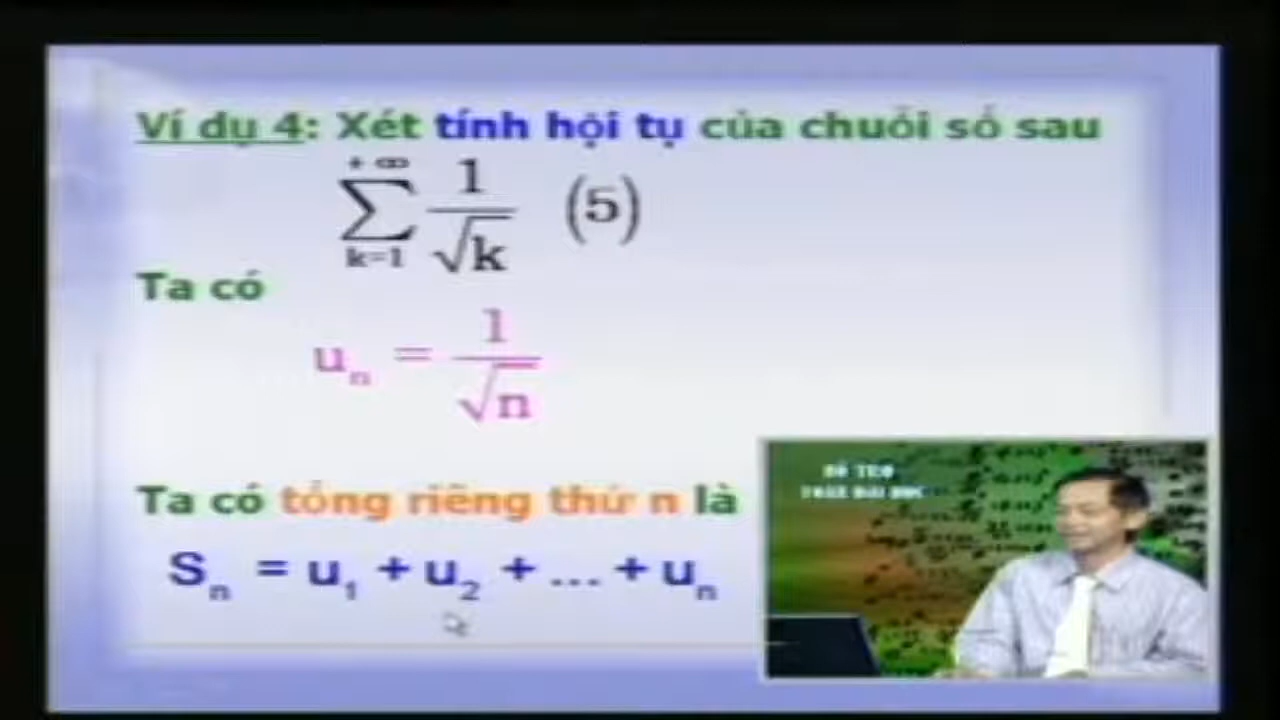 Ví dụ 4: Xét tính hội tụ của chuỗi số sau
+∞ ∑ k=1 1/√k (5)
Ta có
uₙ = 1/√n
Ta có tổng riêng thứ n là
Sₙ = u₁ + u₂ + ... + uₙ